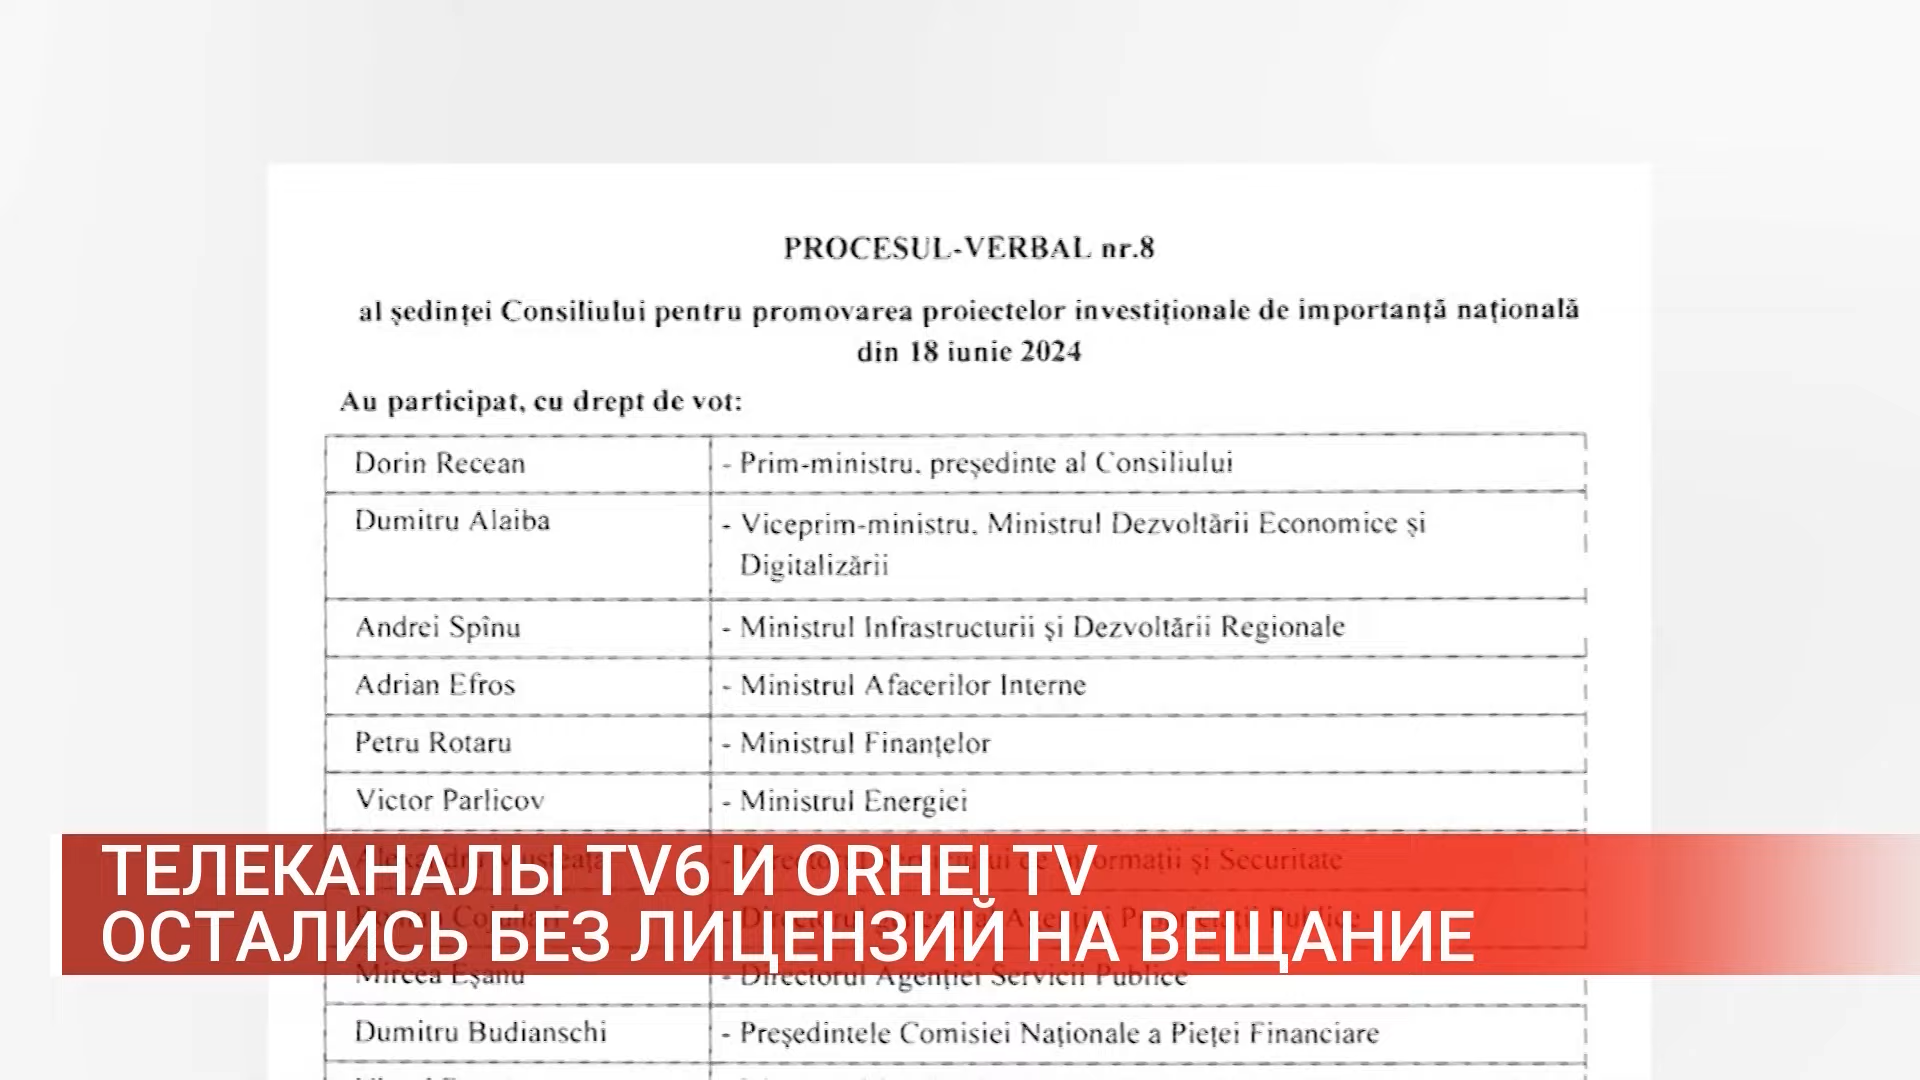 PROCESUL-VERBAL nr.8
al ședinței Consiliului pentru promovarea proiectelor investiționale de importanță națională
din 18 iunie 2024
Au participat, cu drept de vot:
Dorin Recean - Prim-ministru, președinte al Consiliului
Dumitru Alaiba - Viceprim-ministru, Ministrul Dezvoltării Economice și
Digitalizării
Andrei Spînu - Ministrul Infrastructurii și Dezvoltării Regionale
Adrian Efros - Ministrul Afacerilor Interne
Petru Rotaru - Ministrul Finanțelor
Victor Parlicov - Ministrul Energiei
și Securitate
ТЕЛЕКАНАЛЫ TV6 И ORHEI TV
ОСТАЛИСЬ БЕЗ ЛИЦЕНЗИЙ НА ВЕЩАНИЕ
Mircea Eșanu - Directorul Agenției Servicii Publice
Dumitru Budianschi - Președintele Comisiei Naționale a Pieței Financiare